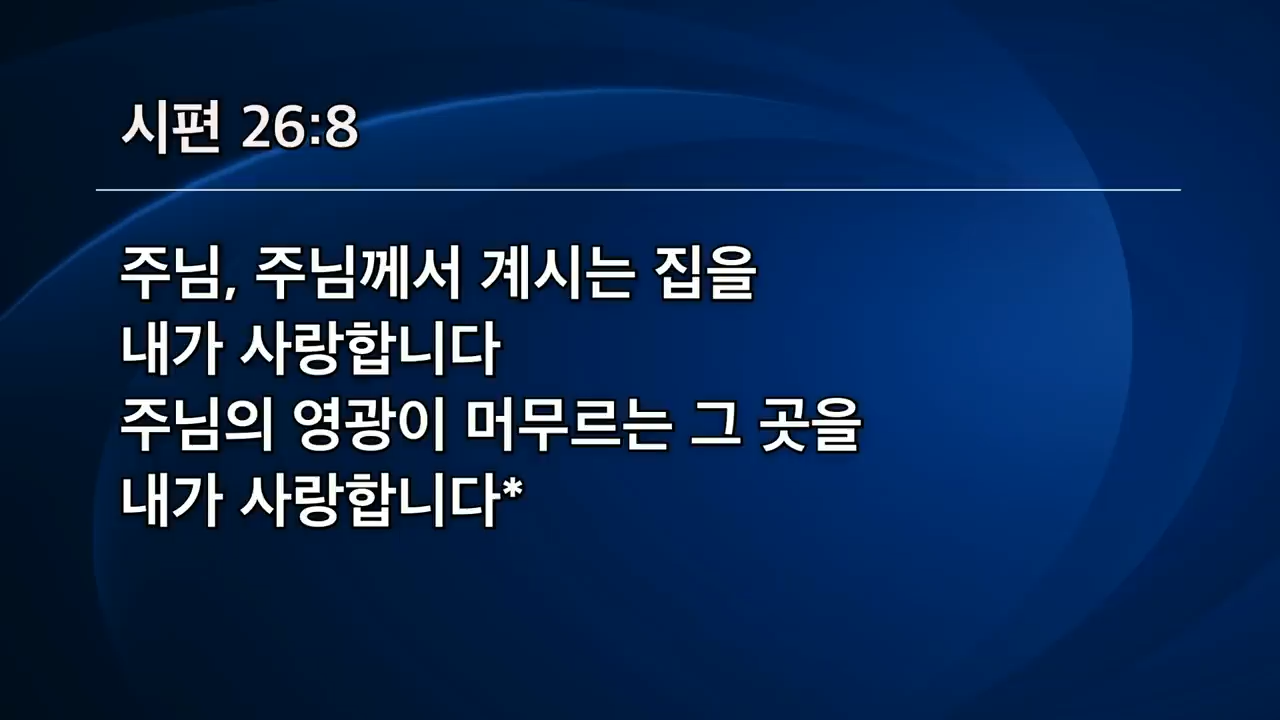 시편 26:8
주님, 주님께서 계시는 집을
내가 사랑합니다
주님의 영광이 머무르는 그 곳을
내가 사랑합니다*